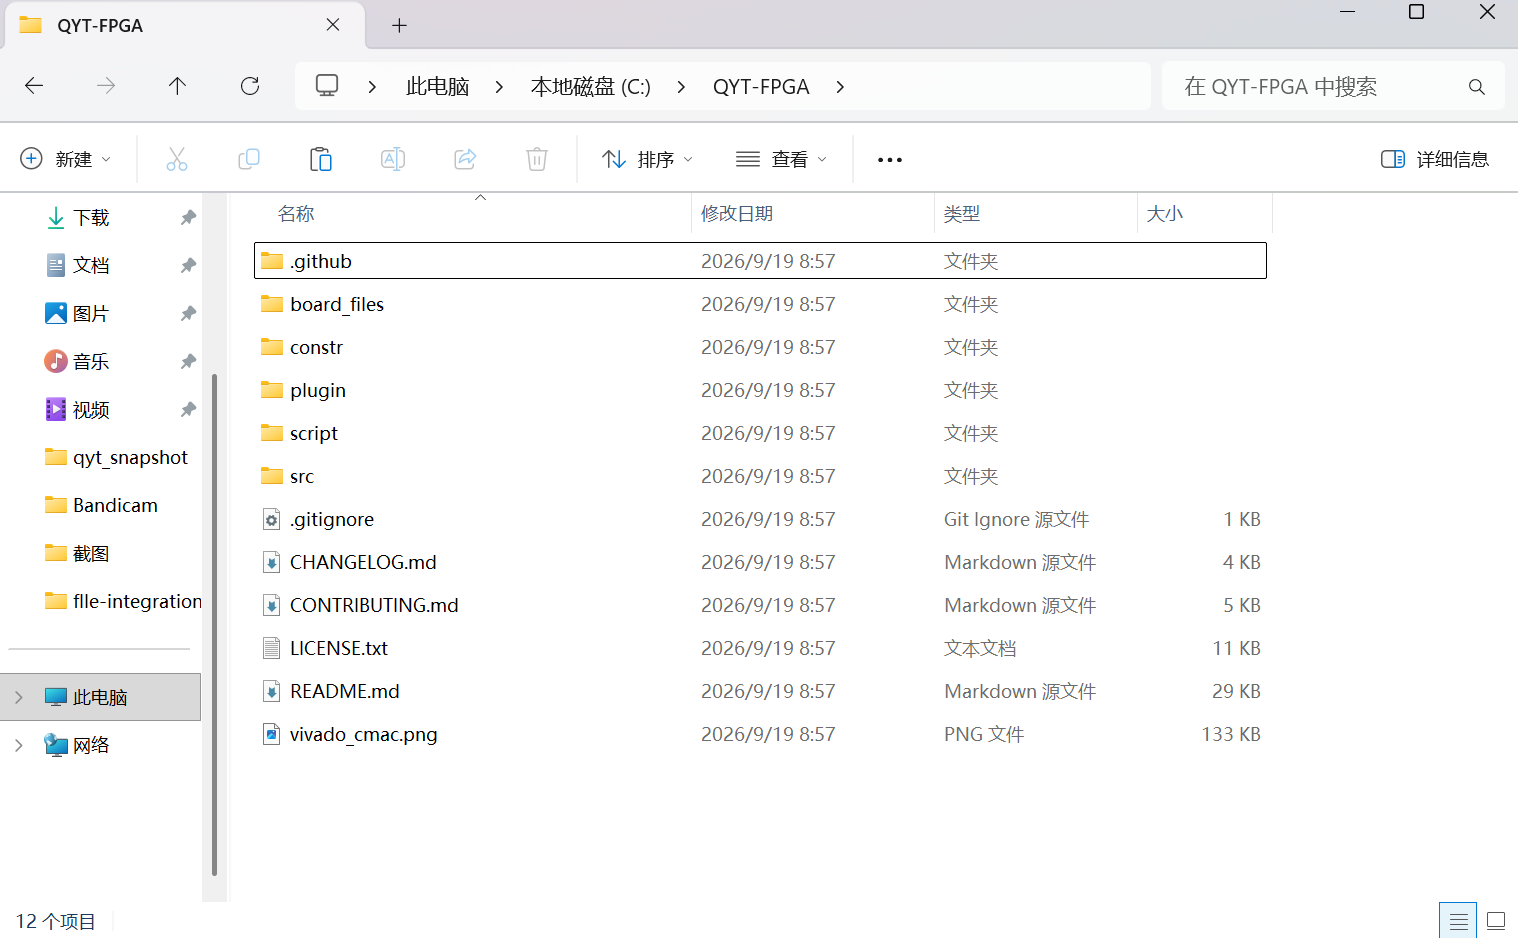 QYT-FPGA
此电脑 本地磁盘 (C:) QYT-FPGA
在 QYT-FPGA 中搜索
新建 排序 查看 详细信息
名称 修改日期 类型 大小
下载
文档
图片
音乐
视频
qyt_snapshot
Bandicam
截图
flle-integration
此电脑
网络
.github 2026/9/19 8:57 文件夹
board_files 2026/9/19 8:57 文件夹
constr 2026/9/19 8:57 文件夹
plugin 2026/9/19 8:57 文件夹
script 2026/9/19 8:57 文件夹
src 2026/9/19 8:57 文件夹
.gitignore 2026/9/19 8:57 Git Ignore 源文件 1 KB
CHANGELOG.md 2026/9/19 8:57 Markdown 源文件 4 KB
CONTRIBUTING.md 2026/9/19 8:57 Markdown 源文件 5 KB
LICENSE.txt 2026/9/19 8:57 文本文档 11 KB
README.md 2026/9/19 8:57 Markdown 源文件 29 KB
vivado_cmac.png 2026/9/19 8:57 PNG 文件 133 KB
12 个项目